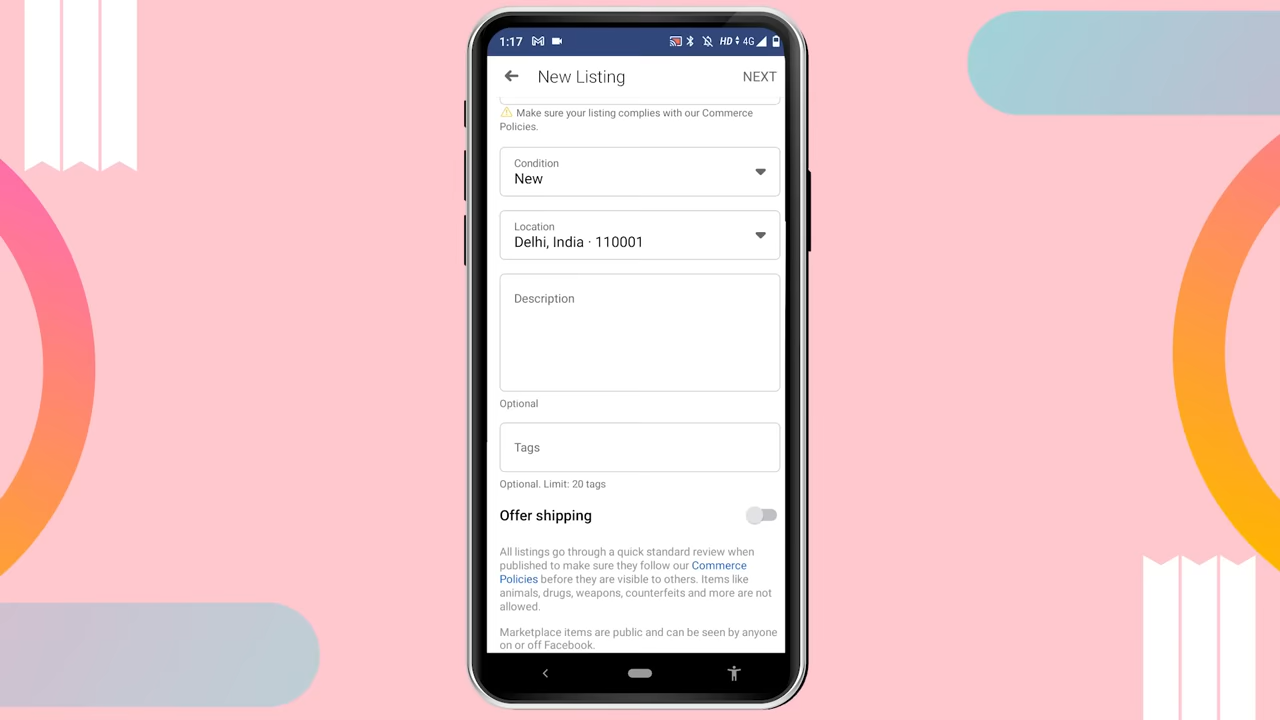 1:17 HD 4G
New Listing NEXT
⚠ Make sure your listing complies with our Commerce
Policies.
Condition
New
Location
Delhi, India · 110001
Description
Optional
Tags
Optional. Limit: 20 tags
Offer shipping
All listings go through a quick standard review when
published to make sure they follow our Commerce
Policies before they are visible to others. Items like
animals, drugs, weapons, counterfeits and more are not
allowed.
Marketplace items are public and can be seen by anyone
on or off Facebook.